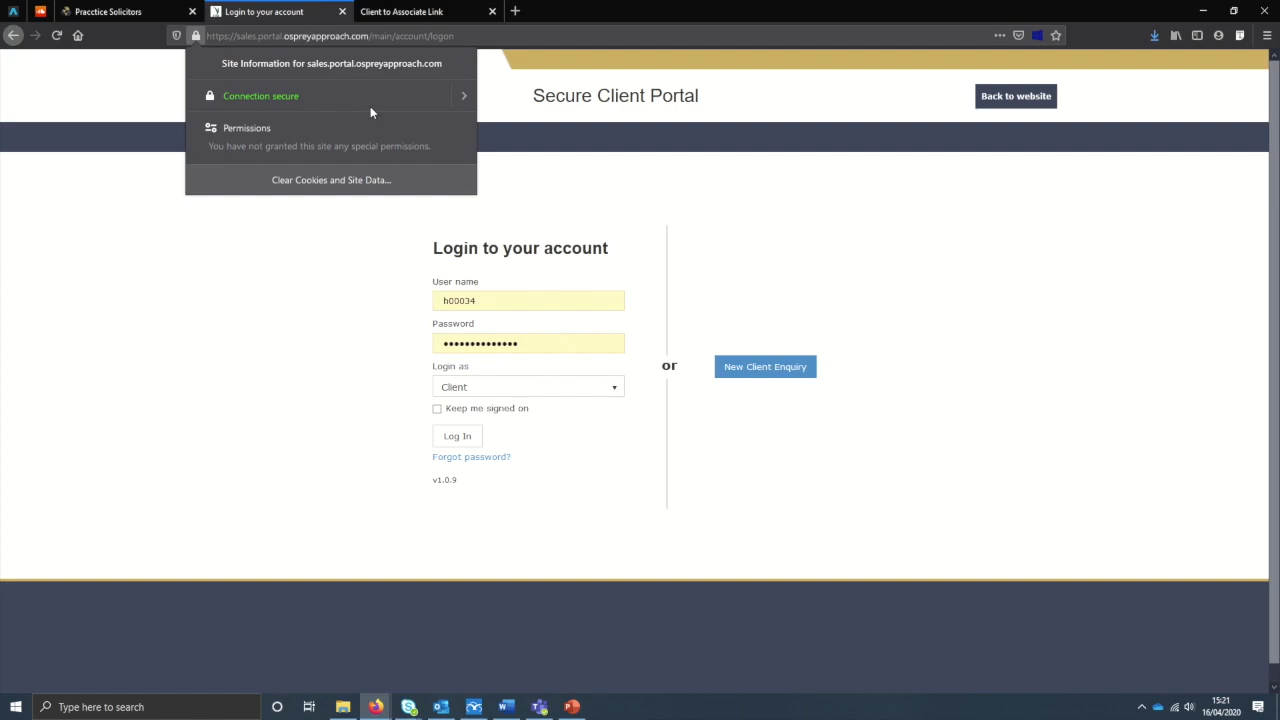 Practice Solicitors
Login to your account
Client to Associate Link
https://sales.portal.ospreyapproach.com/main/account/logon
Site Information for sales.portal.ospreyapproach.com
Connection secure
Permissions
You have not granted this site any special permissions.
Clear Cookies and Site Data...
Secure Client Portal
Back to website
Login to your account
User name
h00034
Password
••••••••••••••
Login as
Client
Keep me signed on
Log In
Forgot password?
v1.0.9
or
New Client Enquiry
Type here to search
15:21
16/04/2020